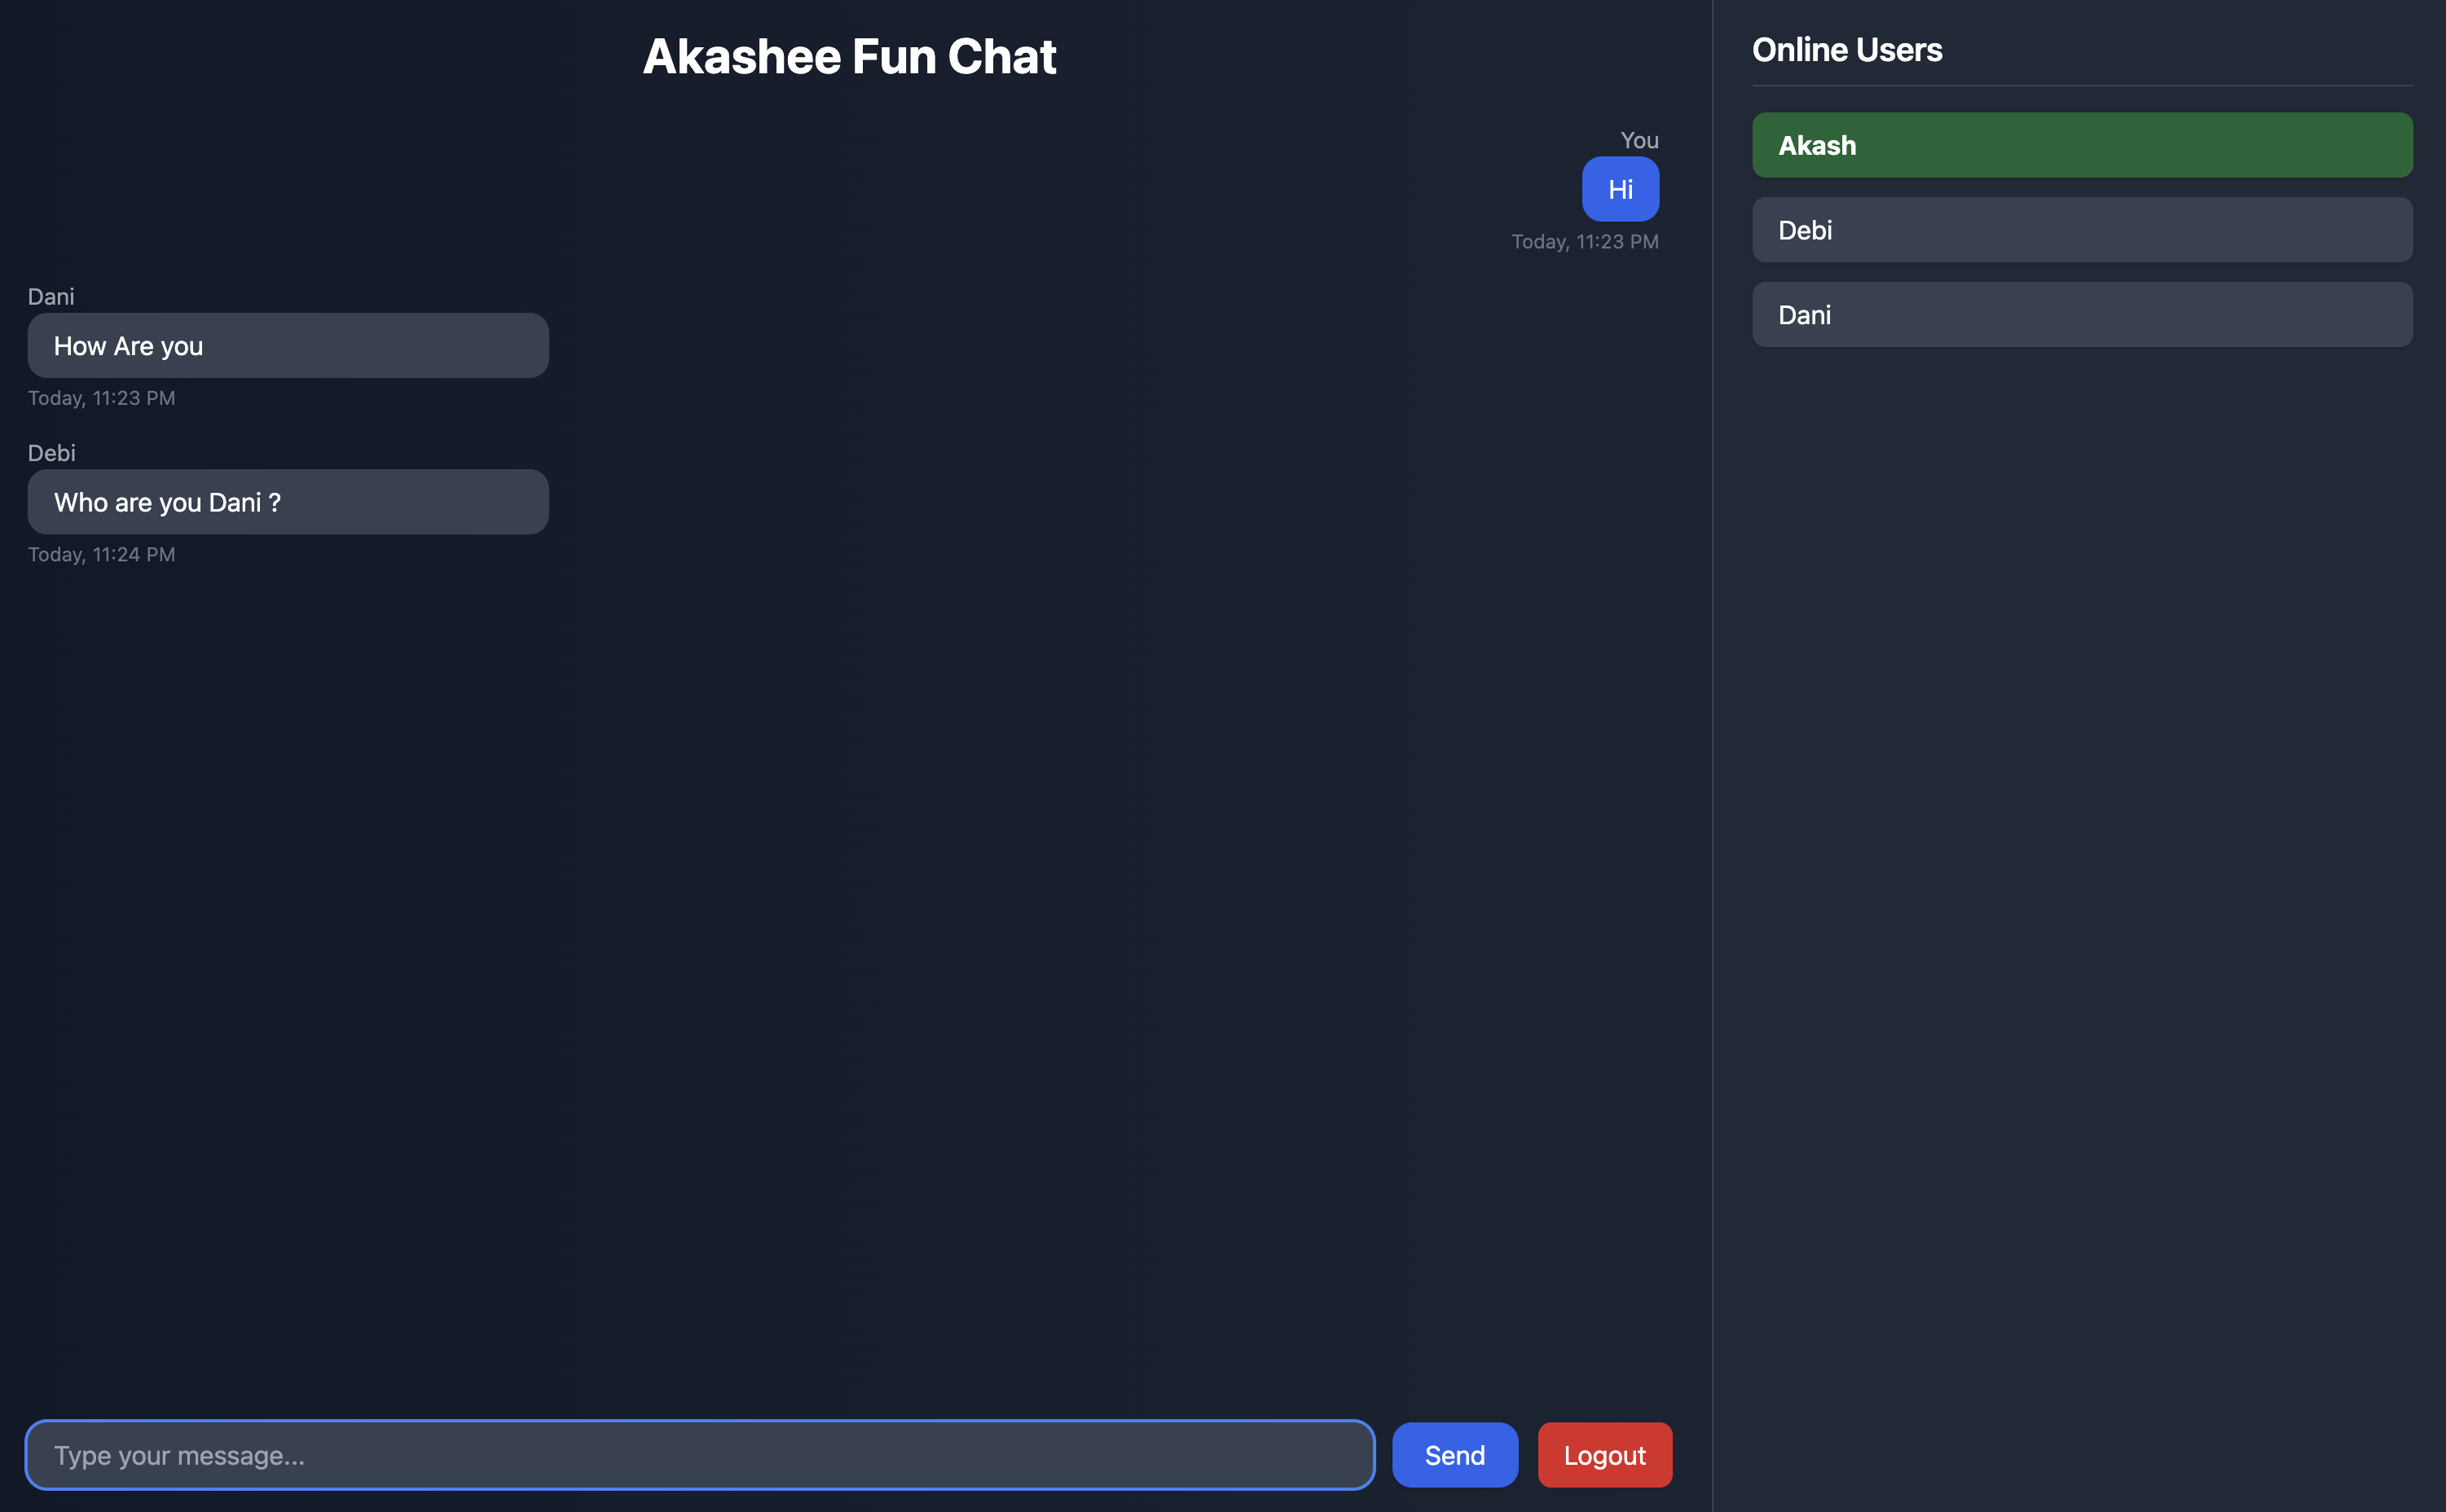 Akashee Fun Chat
You
Hi
Today, 11:23 PM
Dani
How Are you
Today, 11:23 PM
Debi
Who are you Dani ?
Today, 11:24 PM
Type your message...
Send
Logout
Online Users
Akash
Debi
Dani